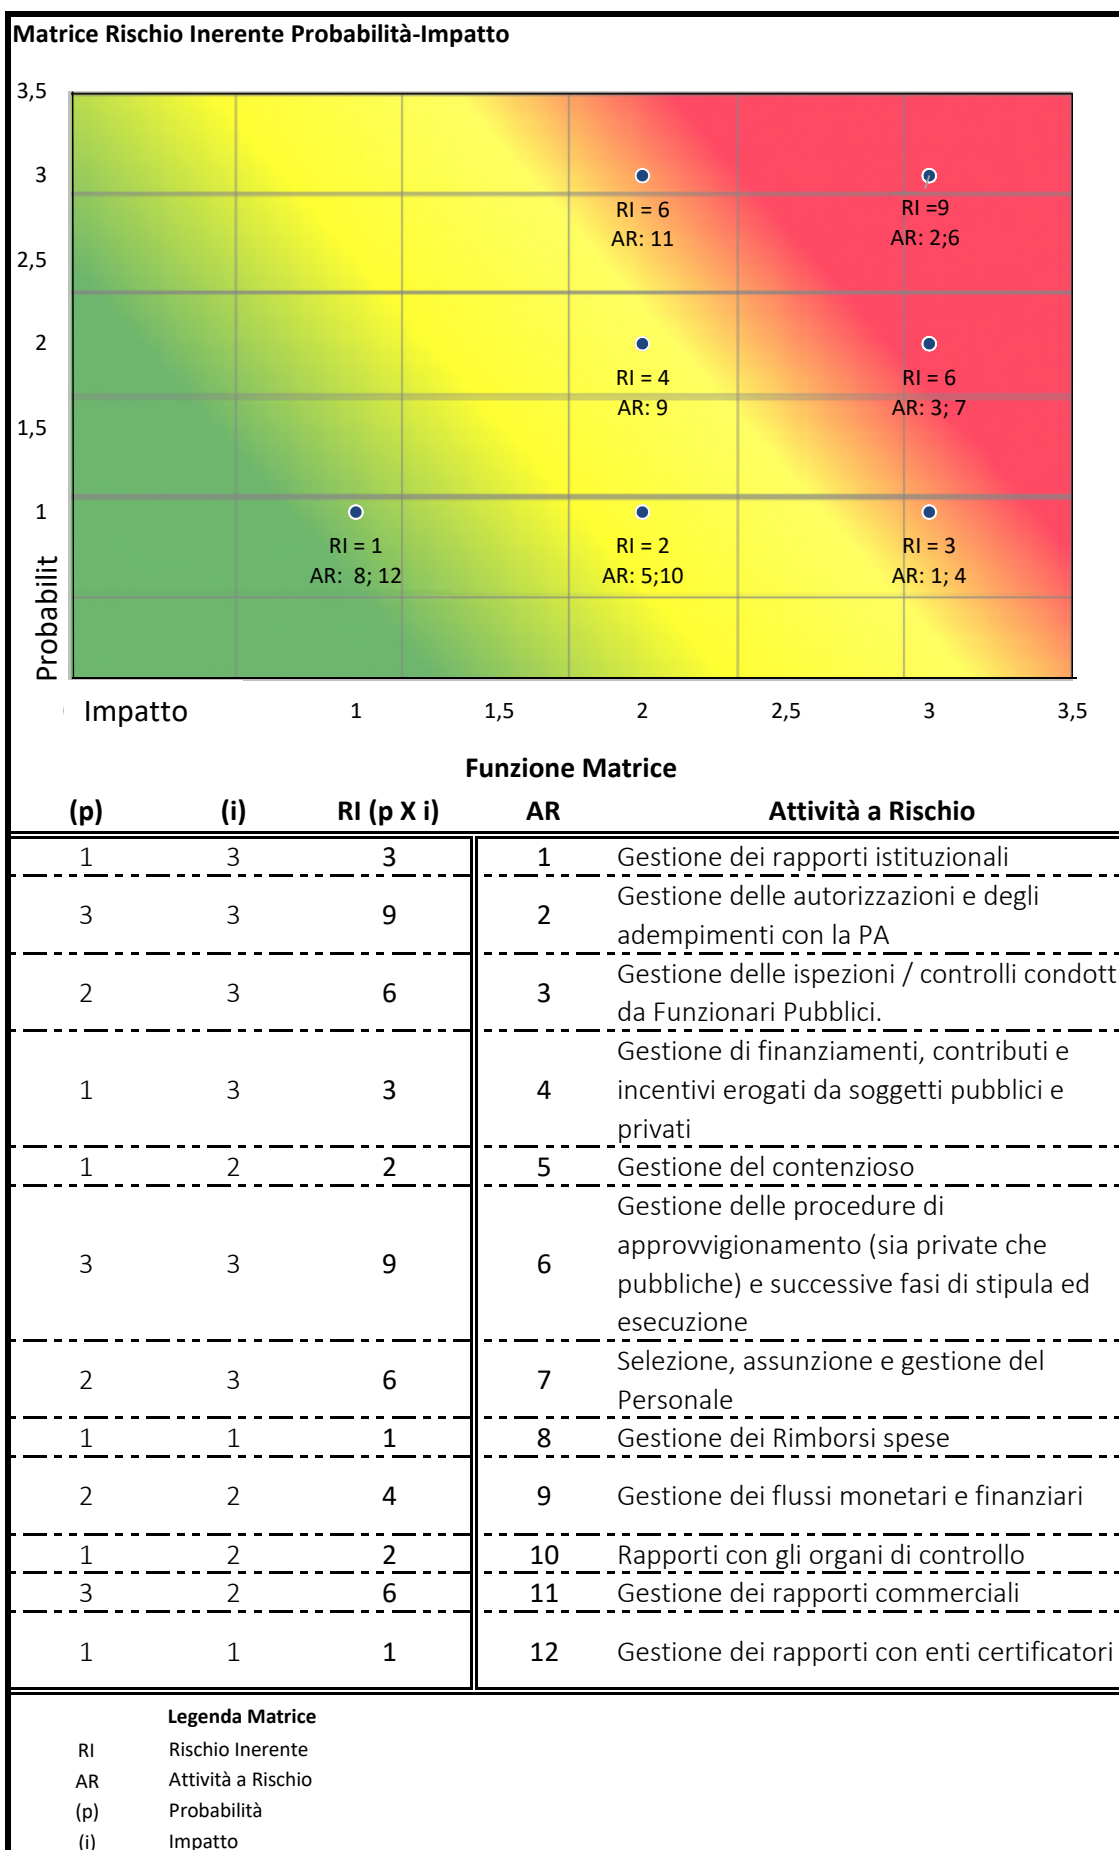 Matrice Rischio Inerente Probabilità-Impatto
3,5
3
RI = 6
AR: 11
RI =9
AR: 2;6
2,5
2
RI = 4
AR: 9
RI = 6
AR: 3; 7
1,5
1
RI = 1
AR: 8; 12
RI = 2
AR: 5;10
RI = 3
AR: 1; 4
Probabilit
Impatto 1 1,5 2 2,5 3 3,5
Funzione Matrice
(p) (i) RI (p X i) AR Attività a Rischio
1 3 3 1 Gestione dei rapporti istituzionali
3 3 9 2 Gestione delle autorizzazioni e degli
adempimenti con la PA
2 3 6 3 Gestione delle ispezioni / controlli condott
da Funzionari Pubblici.
1 3 3 4 Gestione di finanziamenti, contributi e
incentivi erogati da soggetti pubblici e
privati
1 2 2 5 Gestione del contenzioso
3 3 9 6 Gestione delle procedure di
approvvigionamento (sia private che
pubbliche) e successive fasi di stipula ed
esecuzione
2 3 6 7 Selezione, assunzione e gestione del
Personale
1 1 1 8 Gestione dei Rimborsi spese
2 2 4 9 Gestione dei flussi monetari e finanziari
1 2 2 10 Rapporti con gli organi di controllo
3 2 6 11 Gestione dei rapporti commerciali
1 1 1 12 Gestione dei rapporti con enti certificatori
Legenda Matrice
RI Rischio Inerente
AR Attività a Rischio
(p) Probabilità
(i) Impatto